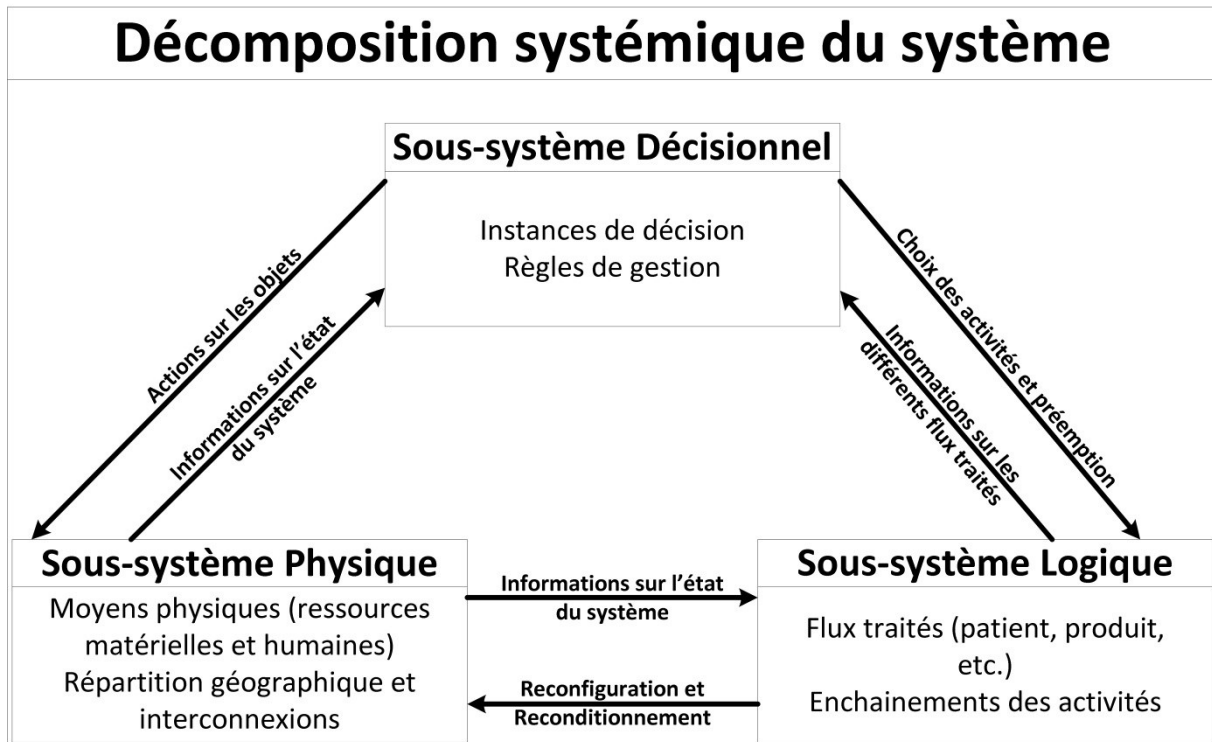 Décomposition systémique du système
Sous-système Décisionnel
Instances de décision
Règles de gestion
Actions sur les objets
Informations sur l'état
du système
Choix des activités et préemption
Informations sur les
différents flux traités
Sous-système Physique
Moyens physiques (ressources
matérielles et humaines)
Répartition géographique et
interconnexions
Informations sur l'état
du système
Reconfiguration et
Reconditionnement
Sous-système Logique
Flux traités (patient, produit,
etc.)
Enchainements des activités